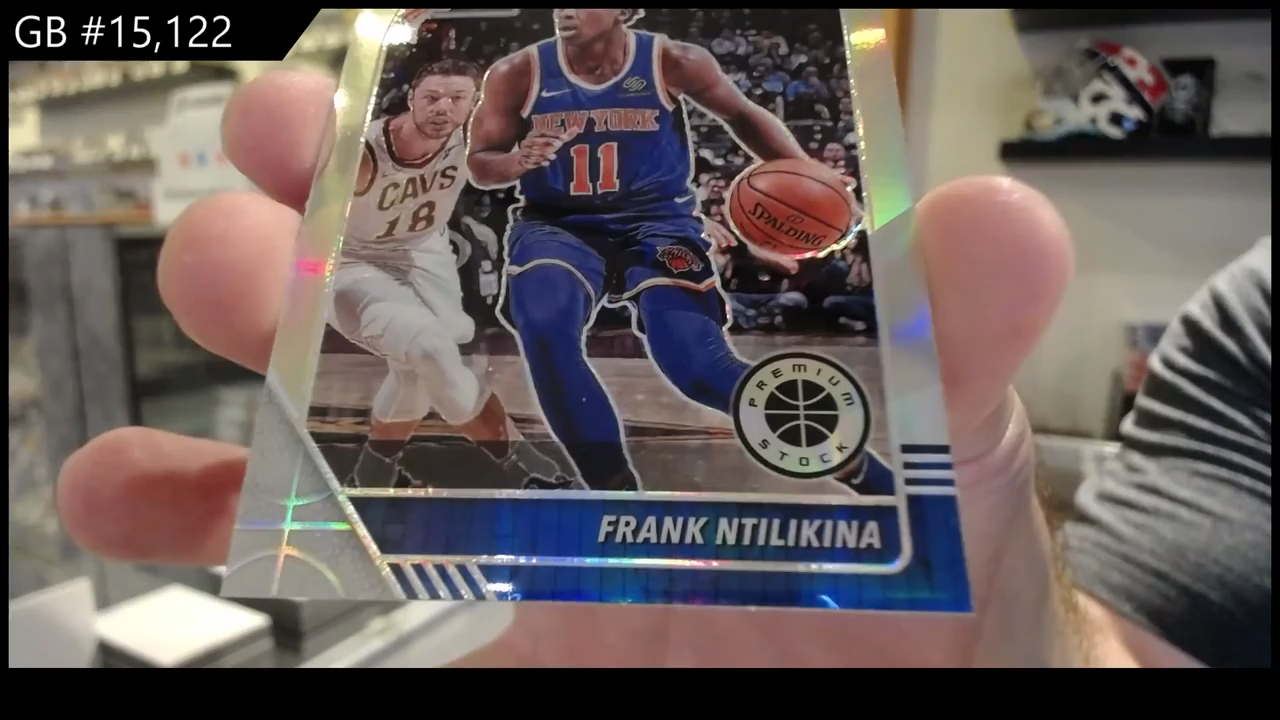 GB #15,122
NEW YORK
11
CAVS
18
SPALDING
PREMIUM
STOCK
FRANK NTILIKINA